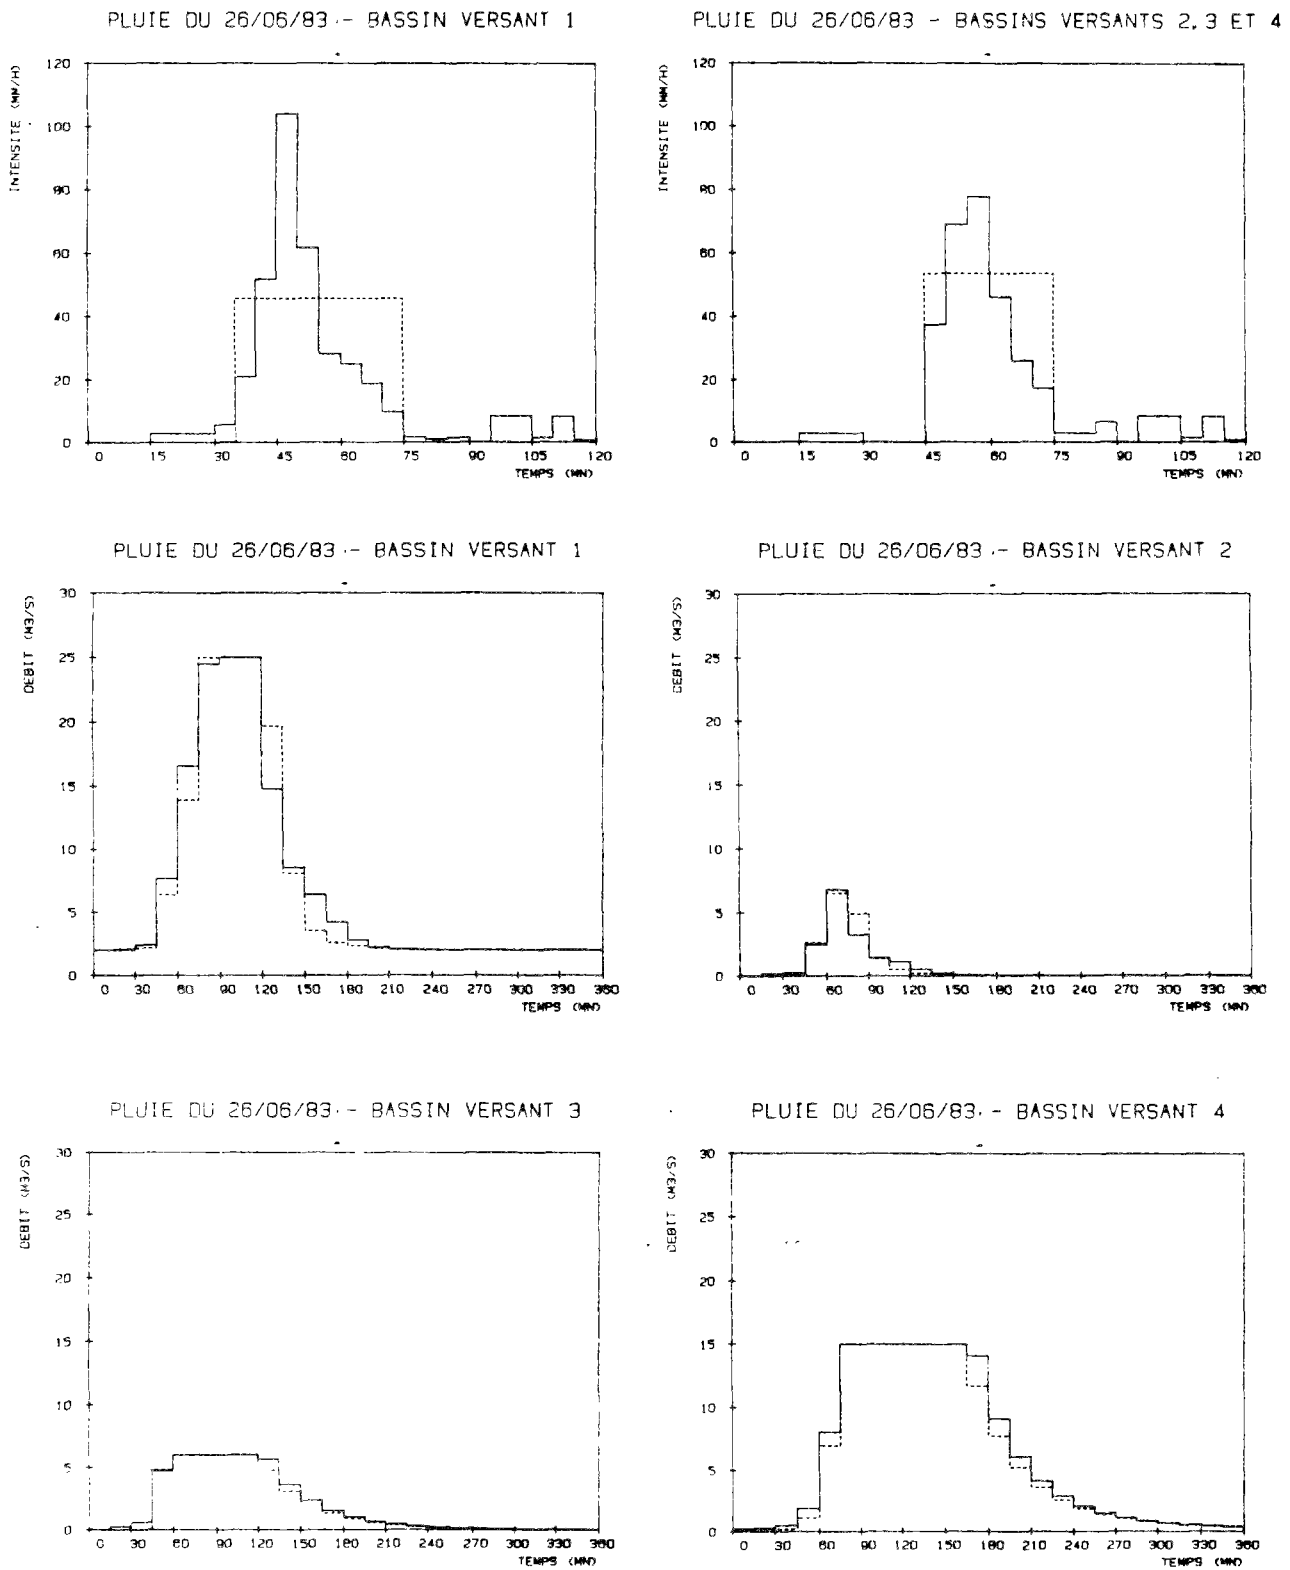 PLUIE DU 26/06/83 - BASSIN VERSANT 1
INTENSITE (MM/H)
120
100
80
60
40
20
0
0 15 30 45 60 75 90 105 120
TEMPS (MN)
PLUIE DU 26/06/83 - BASSINS VERSANTS 2,3 ET 4
INTENSITE (MM/H)
120
100
80
60
40
20
0
0 15 30 45 60 75 90 105 120
TEMPS (MN)
PLUIE DU 26/06/83 - BASSIN VERSANT 1
DEBIT (M3/S)
30
25
20
15
10
5
0
0 30 60 90 120 150 180 210 240 270 300 330 360
TEMPS (MN)
PLUIE DU 26/06/83 - BASSIN VERSANT 2
DEBIT (M3/S)
30
25
20
15
10
5
0
0 30 60 90 120 150 180 210 240 270 300 330 360
TEMPS (MN)
PLUIE DU 26/06/83 - BASSIN VERSANT 3
DEBIT (M3/S)
30
25
20
15
10
5
0
0 30 60 90 120 150 180 210 240 270 300 330 360
TEMPS (MN)
PLUIE DU 26/06/83 - BASSIN VERSANT 4
DEBIT (M3/S)
30
25
20
15
10
5
0
0 30 60 90 120 150 180 210 240 270 300 330 360
TEMPS (MN)